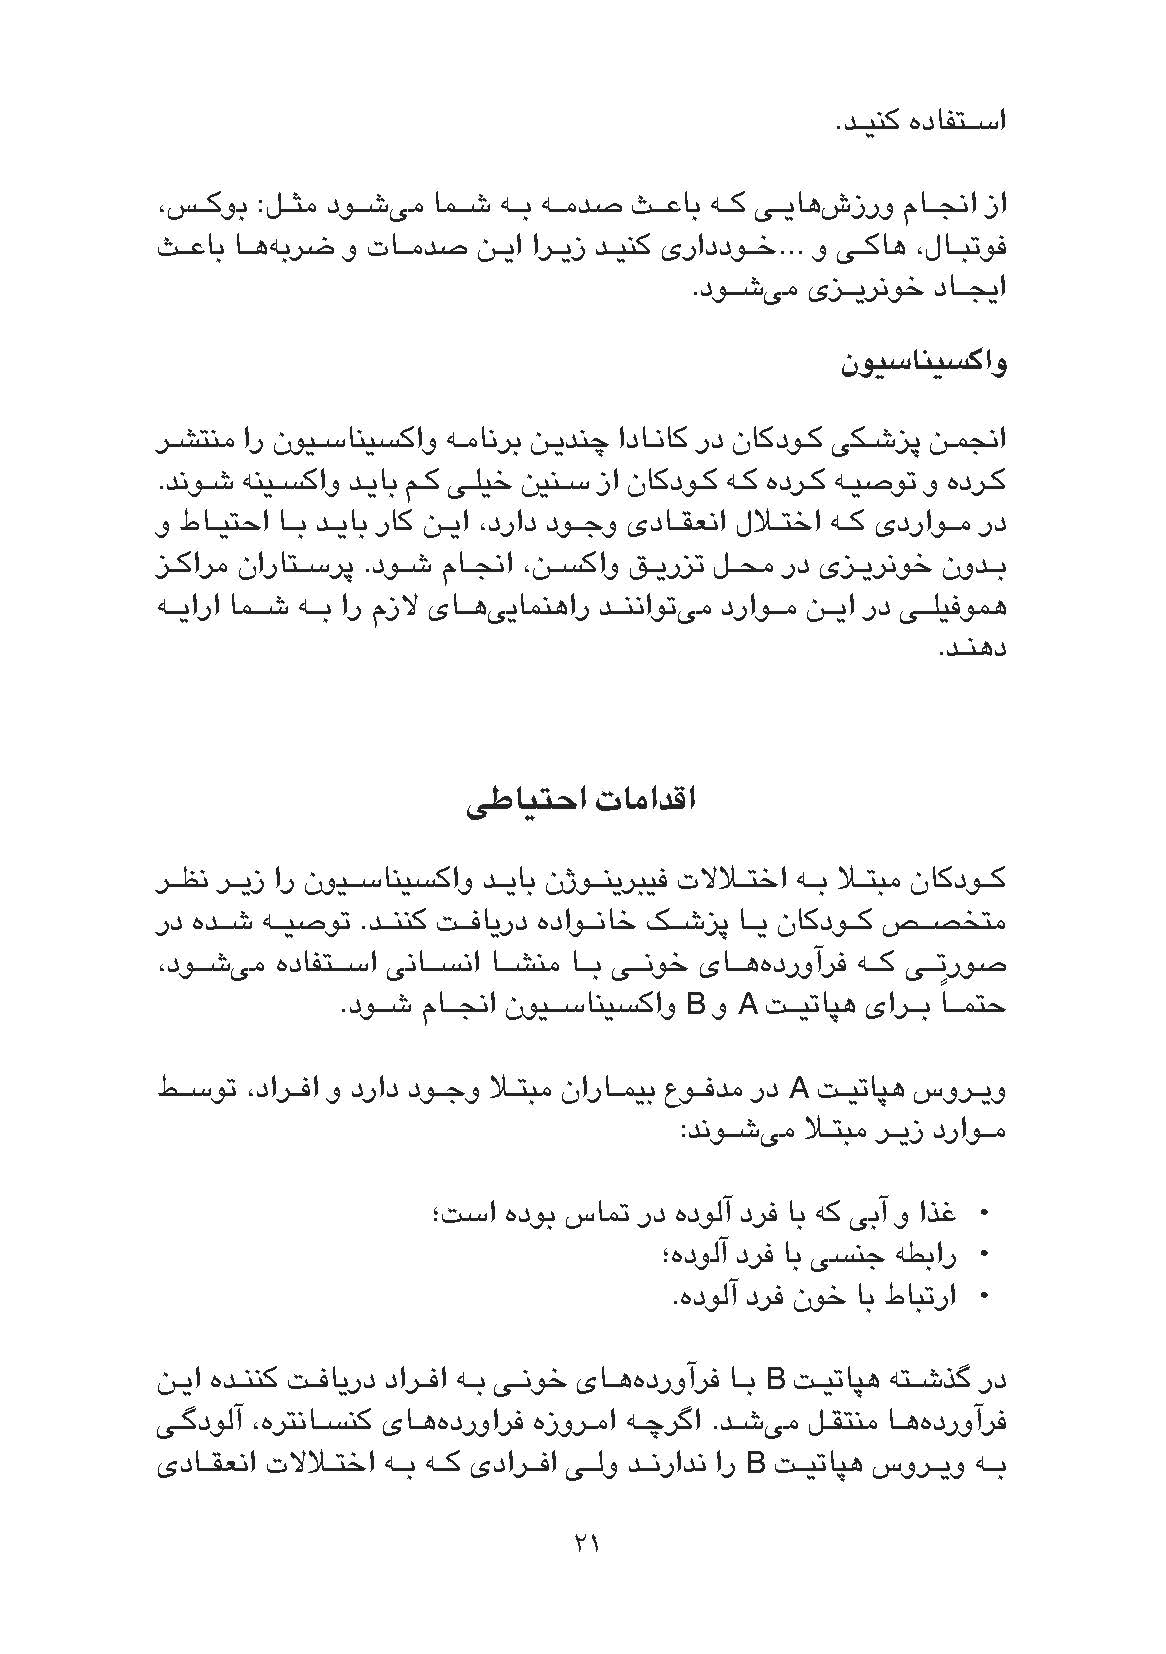 استفاده کنید.
از انجام ورزش‌هایی که باعث صدمه به شما می‌شود مثل: بوکس،
فوتبال، هاکی و ...خودداری کنید زیرا این صدمات و ضربه‌ها باعث
ایجاد خونریزی می‌شود.
واکسیناسیون
انجمن پزشکی کودکان در کانادا چندین برنامه واکسیناسیون را منتشر
کرده و توصیه کرده که کودکان از سنین خیلی کم باید واکسینه شوند.
در مواردی که اختلال انعقادی وجود دارد، این کار باید با احتیاط و
بدون خونریزی در محل تزریق واکسن، انجام شود. پرستاران مرکز
هموفیلی در این موارد می‌توانند راهنمایی‌های لازم را به شما ارایه
دهند.
اقدامات احتیاطی
کودکان مبتلا به اختلالات فیبرینوژن باید واکسیناسیون را زیر نظر
متخصص کودکان یا پزشک خانواده دریافت کنند. توصیه شده در
صورتی که فرآورده‌های خونی با منشا انسانی استفاده می‌شود،
حتماً برای هپاتیت A و B واکسیناسیون انجام شود.
ویروس هپاتیت A در مدفوع بیماران مبتلا وجود دارد و افراد، توسط
موارد زیر مبتلا می‌شوند:
• غذا و آبی که با فرد آلوده در تماس بوده است؛
• رابطه جنسی با فرد آلوده؛
• ارتباط با خون فرد آلوده.
در گذشته هپاتیت B با فرآورده‌های خونی به افراد دریافت کننده این
فرآورده‌ها منتقل می‌شد. اگرچه امروزه فراورده‌های کنسانتره، آلودگی
به ویروس هپاتیت B را ندارند ولی افرادی که به اختلالات انعقادی
۲۱